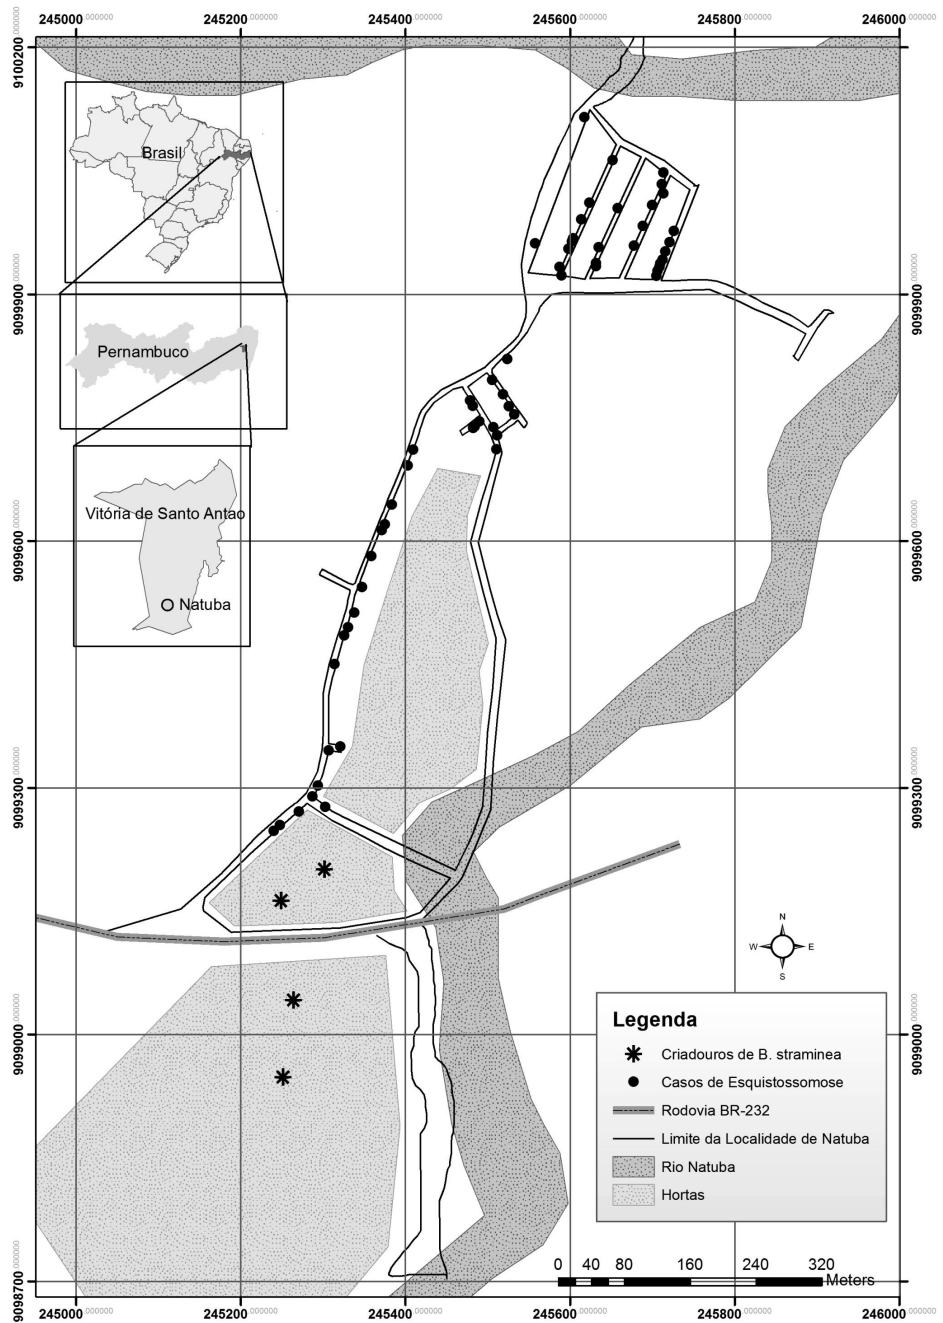 245000.000000 245200.000000 245400.000000 245600.000000 245800.000000 246000.000000
9100200.000000
Brasil
9099900.000000
Pernambuco
Vitória de Santo Antao
9099600.000000
Natuba
9099300.000000
N
W E
S
Legenda
9099000.000000
Criadouros de B. straminea
Casos de Esquistossomose
Rodovia BR-232
Limite da Localidade de Natuba
Rio Natuba
Hortas
0 40 80 160 240 320
Meters
9098700.000000
245000.000000 245200.000000 245400.000000 245600.000000 245800.000000 246000.000000